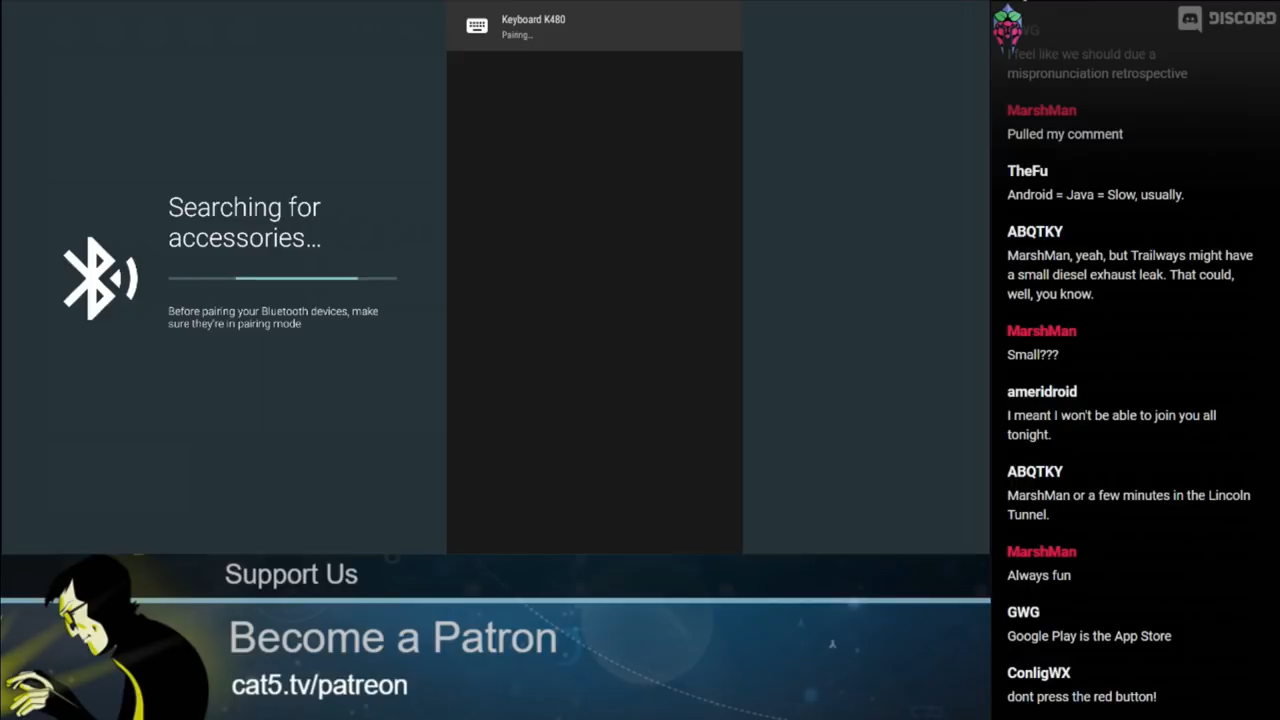 Keyboard K480
Pairing...
Searching for
accessories...
Before pairing your Bluetooth devices, make
sure they're in pairing mode
Support Us
Become a Patron
cat5.tv/patreon
DISCORD
GWG
I feel like we should due a
mispronunciation retrospective
MarshMan
Pulled my comment
TheFu
Android = Java = Slow, usually.
ABQTKY
MarshMan, yeah, but Trailways might have
a small diesel exhaust leak. That could,
well, you know.
MarshMan
Small???
ameridroid
I meant I won't be able to join you all
tonight.
ABQTKY
MarshMan or a few minutes in the Lincoln
Tunnel.
MarshMan
Always fun
GWG
Google Play is the App Store
ConligWX
dont press the red button!